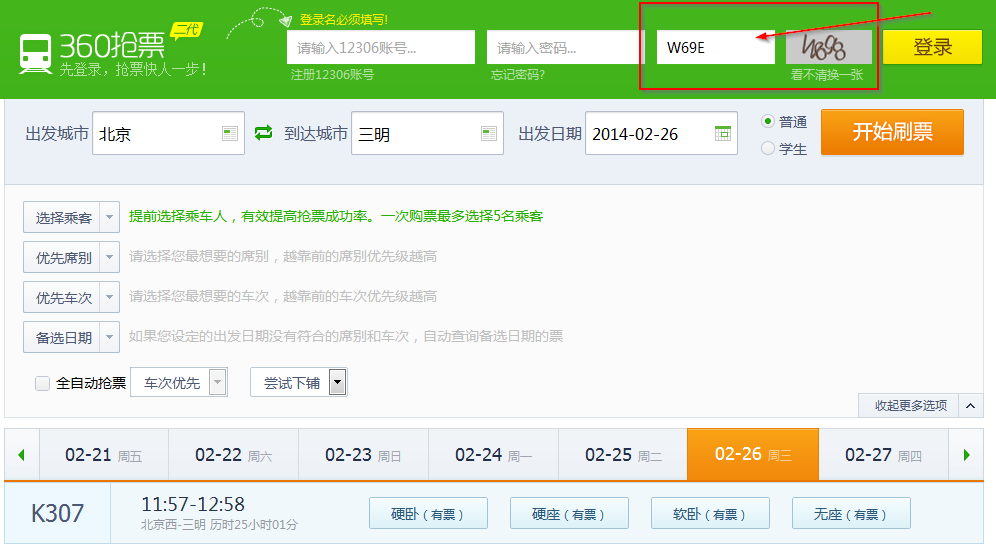 360抢票 二代
先登录，抢票快人一步！
登录名必须填写!
请输入12306账号... 请输入密码... W69E 登录
注册12306账号 忘记密码? 看不清换一张
出发城市 北京 到达城市 三明 出发日期 2014-02-26 普通 学生 开始刷票
选择乘客 提前选择乘车人，有效提高抢票成功率。一次购票最多选择5名乘客
优先席别 请选择您最想要的席别，越靠前的席别优先级越高
优先车次 请选择您最想要的车次，越靠前的车次优先级越高
备选日期 如果您设定的出发日期没有符合的席别和车次，自动查询备选日期的票
全自动抢票 车次优先 尝试下铺
收起更多选项
02-21 周五 02-22 周六 02-23 周日 02-24 周一 02-25 周二 02-26 周三 02-27 周四
K307 11:57-12:58 硬卧（有票） 硬座（有票） 软卧（有票） 无座（有票）
北京西-三明 历时25小时01分